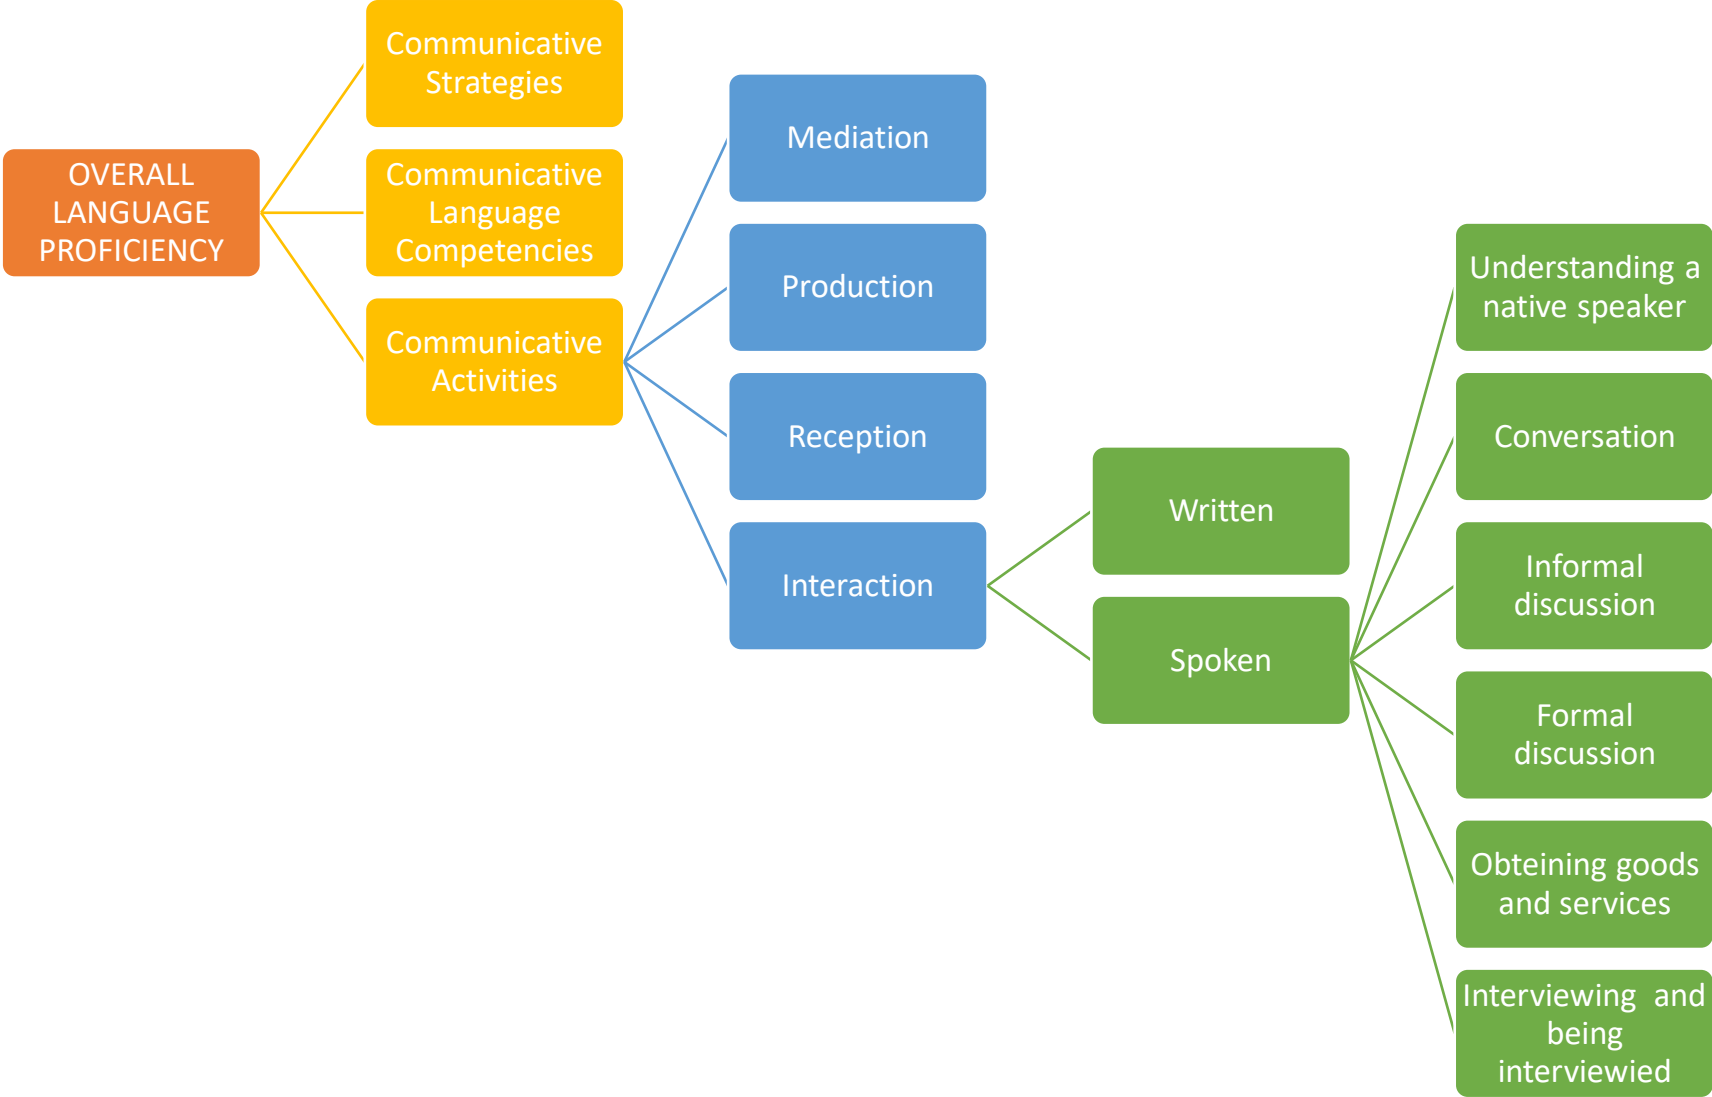 OVERALL
LANGUAGE
PROFICIENCY
Communicative
Strategies
Communicative
Language
Competencies
Communicative
Activities
Mediation
Production
Reception
Interaction
Written
Spoken
Understanding a
native speaker
Conversation
Informal
discussion
Formal
discussion
Obteining goods
and services
Interviewing  and
being
interviewied